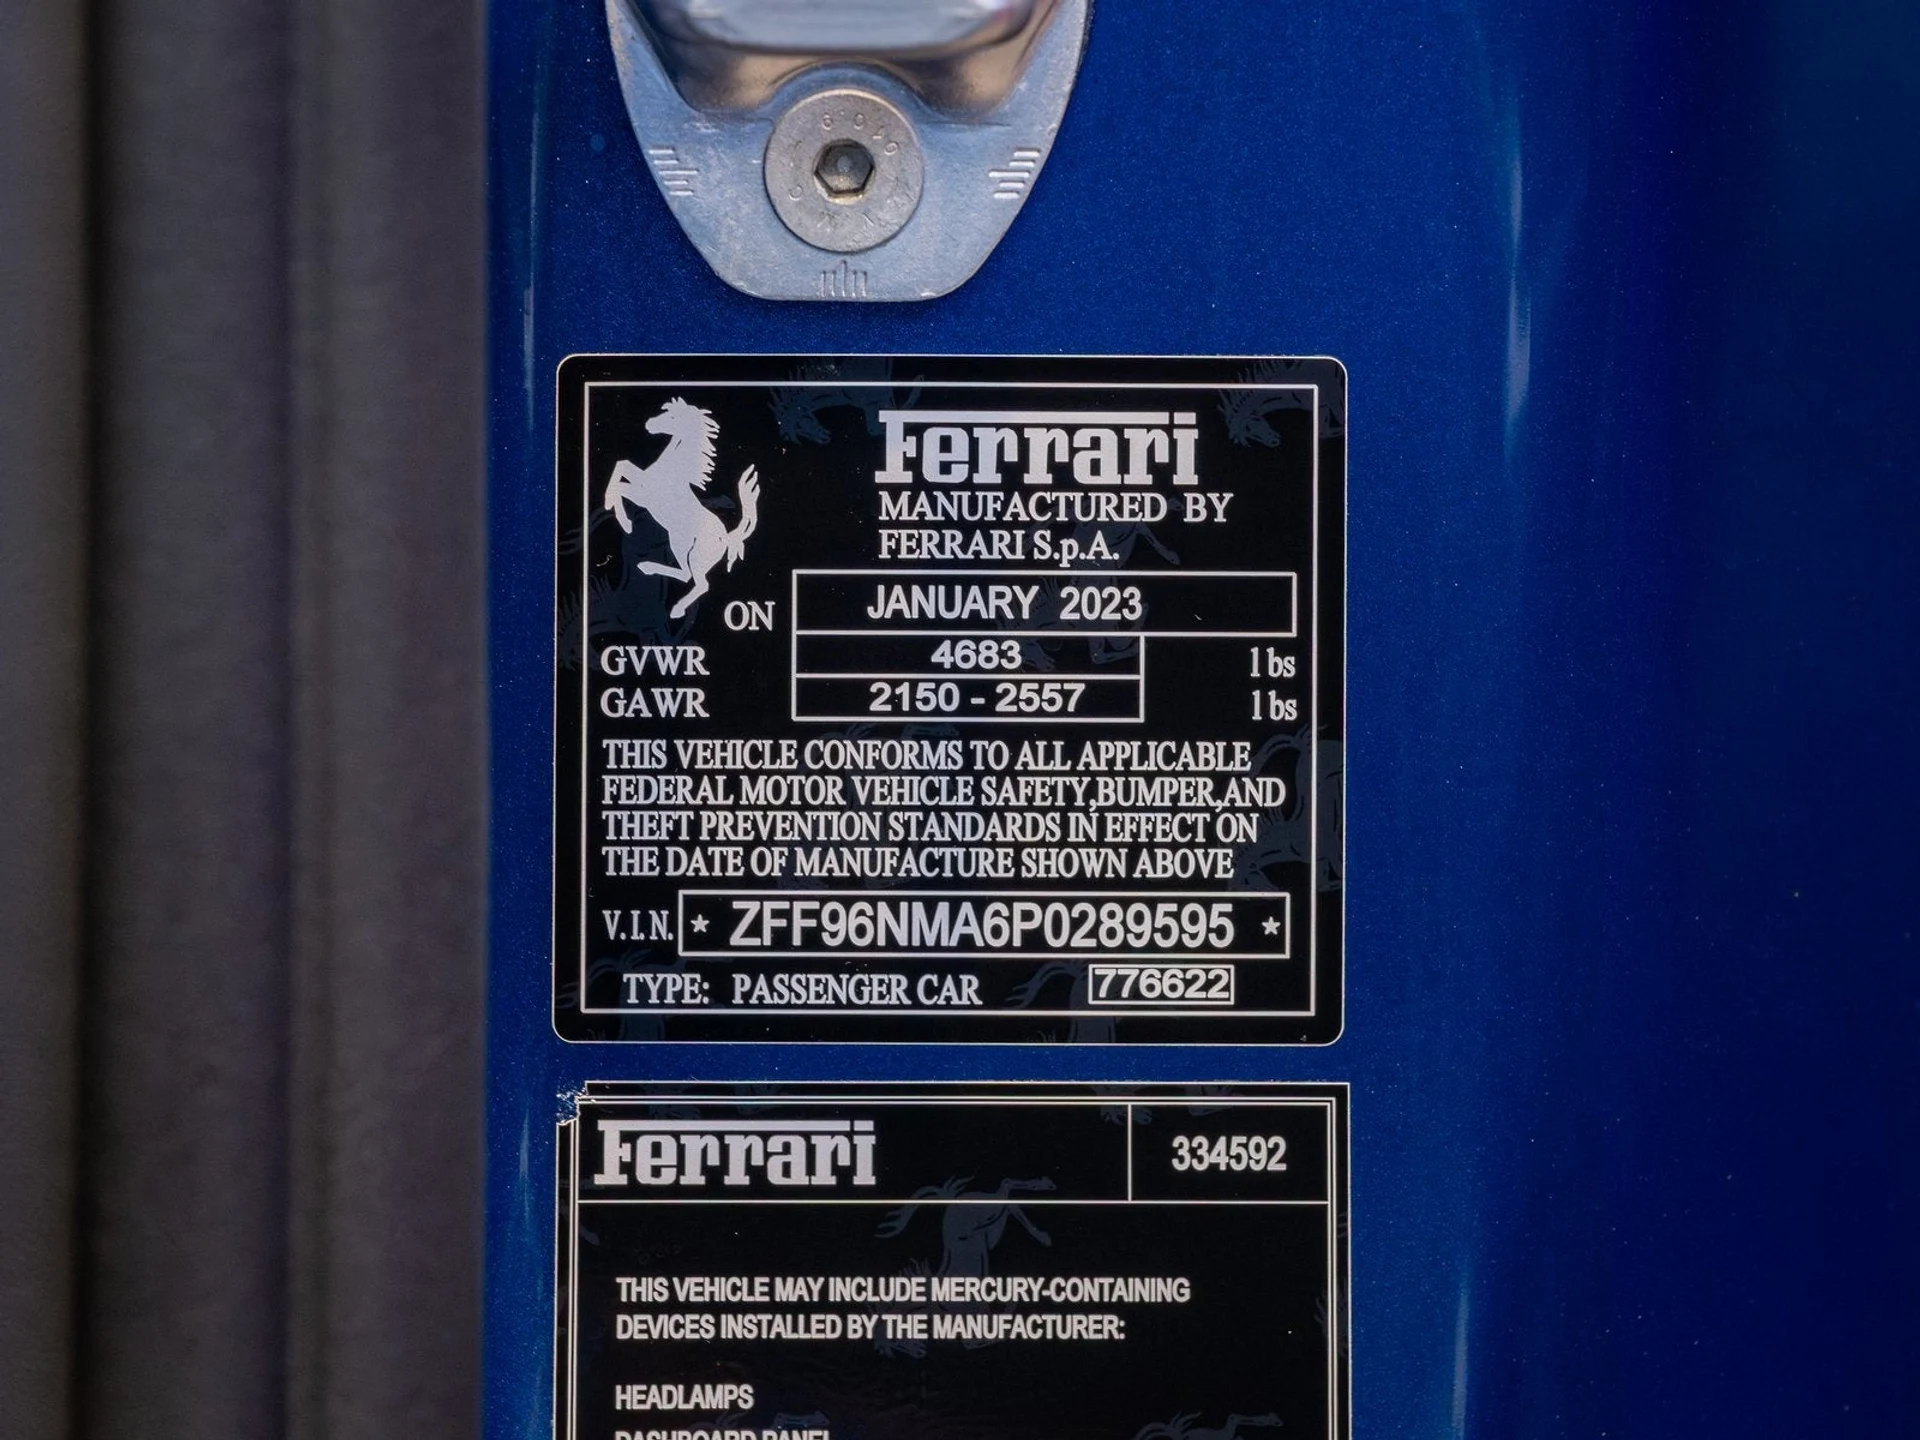 Ferrari
MANUFACTURED BY
FERRARI S.p.A.
ON JANUARY 2023
GVWR 4683 lbs
GAWR 2150 - 2557 lbs
THIS VEHICLE CONFORMS TO ALL APPLICABLE
FEDERAL MOTOR VEHICLE SAFETY,BUMPER,AND
THEFT PREVENTION STANDARDS IN EFFECT ON
THE DATE OF MANUFACTURE SHOWN ABOVE
V.I.N. * ZFF96NMA6P0289595 *
TYPE: PASSENGER CAR 776622
Ferrari 334592
THIS VEHICLE MAY INCLUDE MERCURY-CONTAINING
DEVICES INSTALLED BY THE MANUFACTURER:
HEADLAMPS
DASHBOARD PANEL